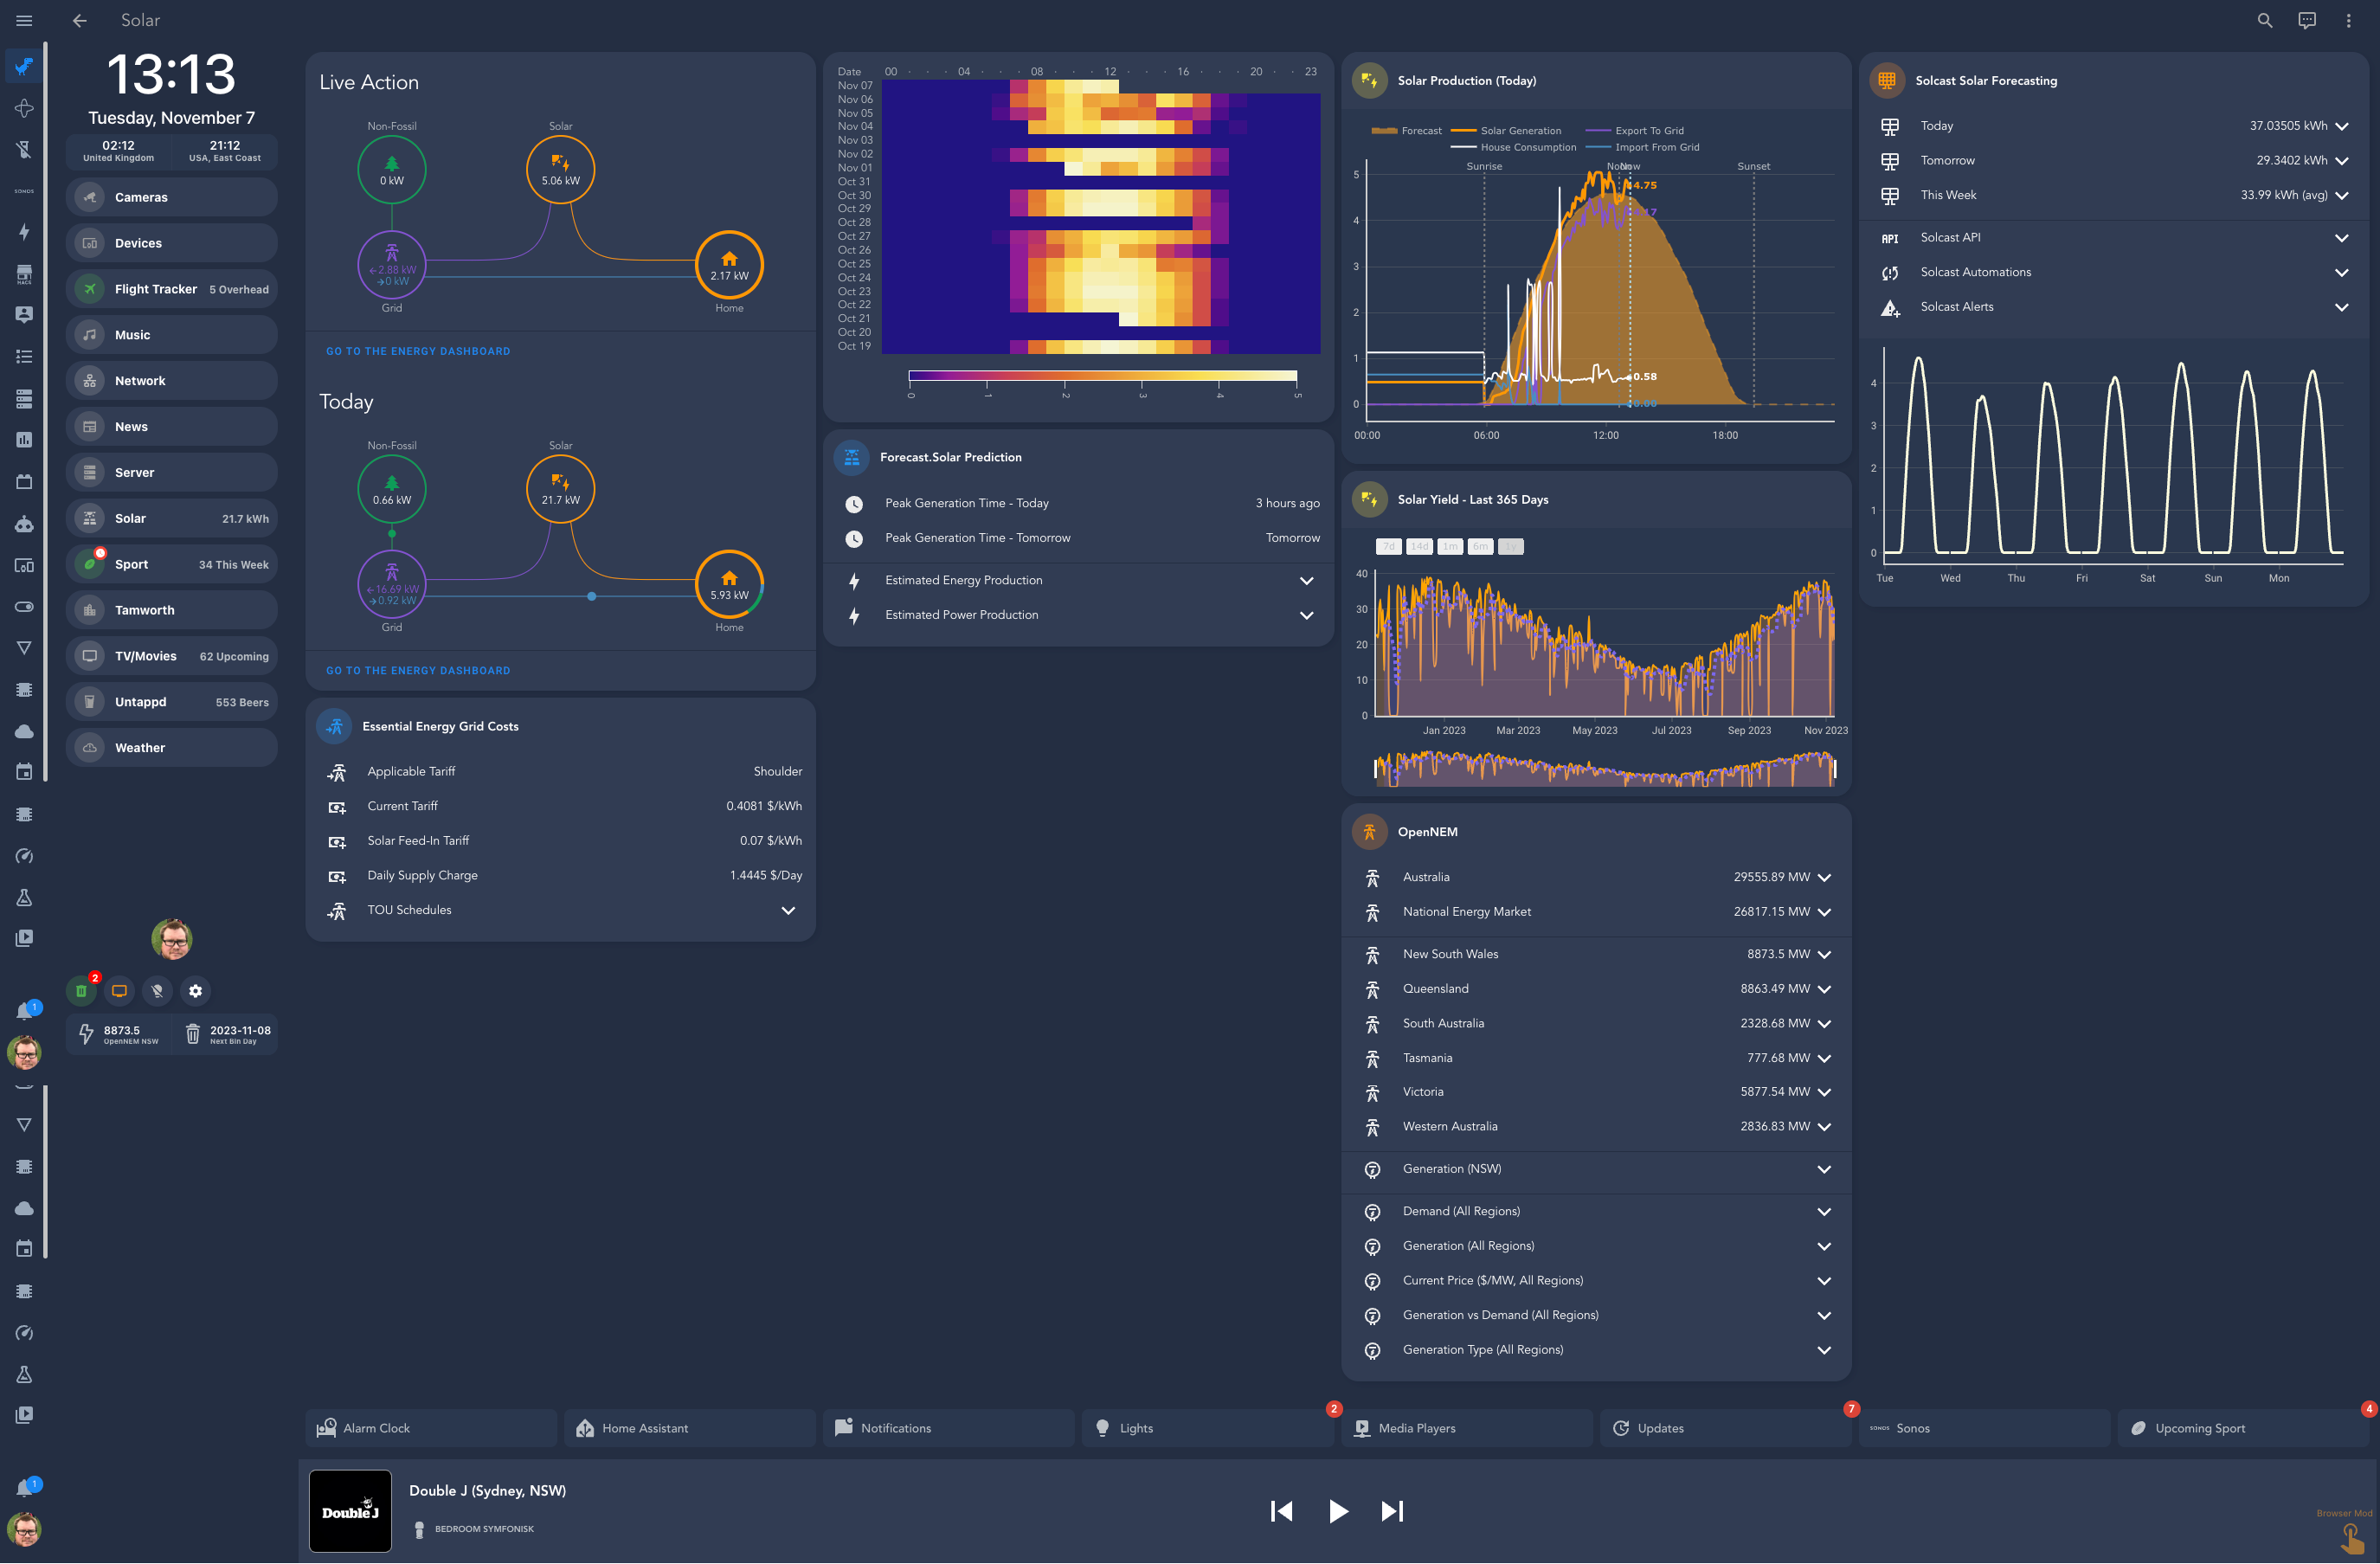 Solar
13:13
Tuesday, November 7
02:12
United Kingdom
21:12
USA, East Coast
Cameras
Devices
Flight Tracker 5 Overhead
Music
Network
News
Server
Solar 21.7 kWh
Sport 34 This Week
Tamworth
TV/Movies 62 Upcoming
Untappd 553 Beers
Weather
2
8873.5
OpenNEM NSW
2023-11-08
Next Bin Day
SONOS
HACS
1
1
Live Action
Non-Fossil
Solar
0 kW
5.06 kW
←2.88 kW
→0 kW
2.17 kW
Grid
Home
GO TO THE ENERGY DASHBOARD
Today
Non-Fossil
Solar
0.66 kW
21.7 kW
←16.69 kW
→0.92 kW
5.93 kW
Grid
Home
GO TO THE ENERGY DASHBOARD
Essential Energy Grid Costs
Applicable Tariff Shoulder
Current Tariff 0.4081 $/kWh
Solar Feed-In Tariff 0.07 $/kWh
Daily Supply Charge 1.4445 $/Day
TOU Schedules
Date 00 · · · 04 · · · 08 · · · 12 · · · 16 · · · 20 · · 23
Nov 07
Nov 06
Nov 05
Nov 04
Nov 03
Nov 02
Nov 01
Oct 31
Oct 30
Oct 29
Oct 28
Oct 27
Oct 26
Oct 25
Oct 24
Oct 23
Oct 22
Oct 21
Oct 20
Oct 19
0 1 2 3 4 5
Forecast.Solar Prediction
Peak Generation Time - Today 3 hours ago
Peak Generation Time - Tomorrow Tomorrow
Estimated Energy Production
Estimated Power Production
Solar Production (Today)
Forecast Solar Generation Export To Grid
House Consumption Import From Grid
Sunrise Noon Now Sunset
5
4
3
2
1
0
4.75
0.58
0.00
00:00 06:00 12:00 18:00
Solar Yield - Last 365 Days
7d 14d 1m 6m 1y
40
30
20
10
0
Jan 2023 Mar 2023 May 2023 Jul 2023 Sep 2023 Nov 2023
OpenNEM
Australia 29555.89 MW
National Energy Market 26817.15 MW
New South Wales 8873.5 MW
Queensland 8863.49 MW
South Australia 2328.68 MW
Tasmania 777.68 MW
Victoria 5877.54 MW
Western Australia 2836.83 MW
Generation (NSW)
Demand (All Regions)
Generation (All Regions)
Current Price ($/MW, All Regions)
Generation vs Demand (All Regions)
Generation Type (All Regions)
Solcast Solar Forecasting
Today 37.03505 kWh
Tomorrow 29.3402 kWh
This Week 33.99 kWh (avg)
API Solcast API
Solcast Automations
Solcast Alerts
4
3
2
1
0
Tue Wed Thu Fri Sat Sun Mon
Alarm Clock
Home Assistant
Notifications
Lights 2
Media Players
Updates 7
SONOS Sonos
Upcoming Sport 4
Double J
Double J (Sydney, NSW)
BEDROOM SYMFONISK
Browser Mod